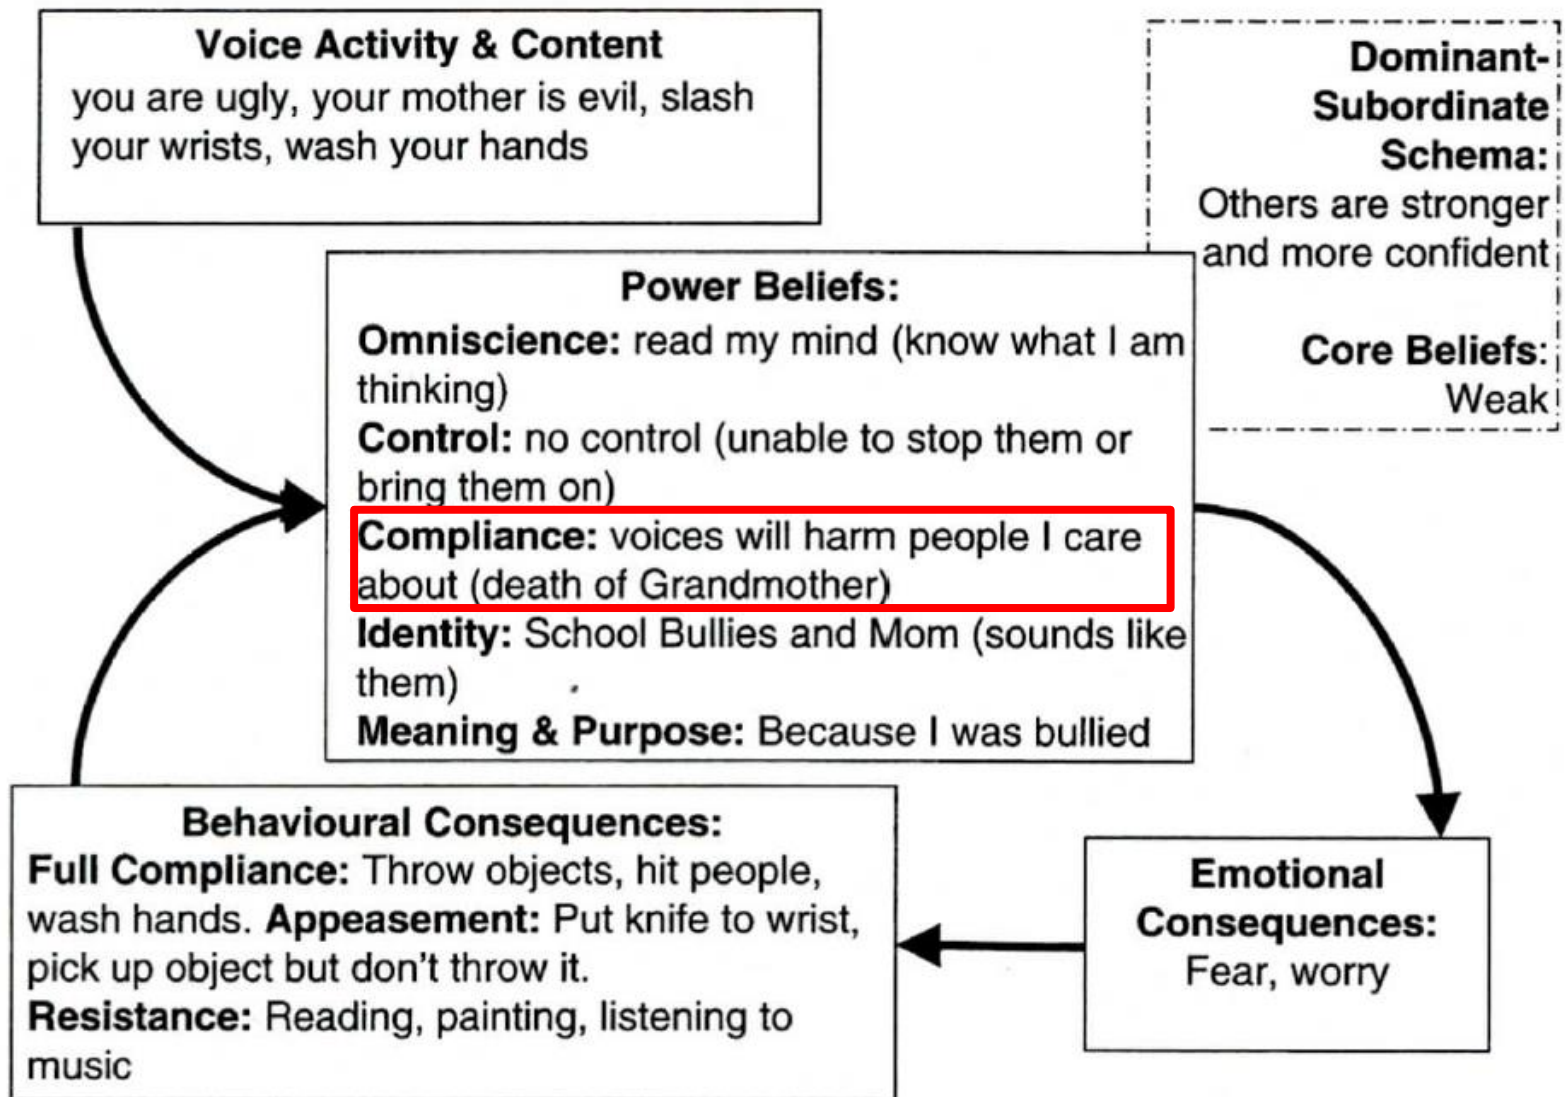 Voice Activity & Content
you are ugly, your mother is evil, slash
your wrists, wash your hands
Dominant-
Subordinate
Schema:
Others are stronger
and more confident
Core Beliefs:
Weak
Power Beliefs:
Omniscience: read my mind (know what I am
thinking)
Control: no control (unable to stop them or
bring them on)
Compliance: voices will harm people I care
about (death of Grandmother)
Identity: School Bullies and Mom (sounds like
them)
Meaning & Purpose: Because I was bullied
Emotional
Consequences:
Fear, worry
Behavioural Consequences:
Full Compliance: Throw objects, hit people,
wash hands. Appeasement: Put knife to wrist,
pick up object but don't throw it.
Resistance: Reading, painting, listening to
music